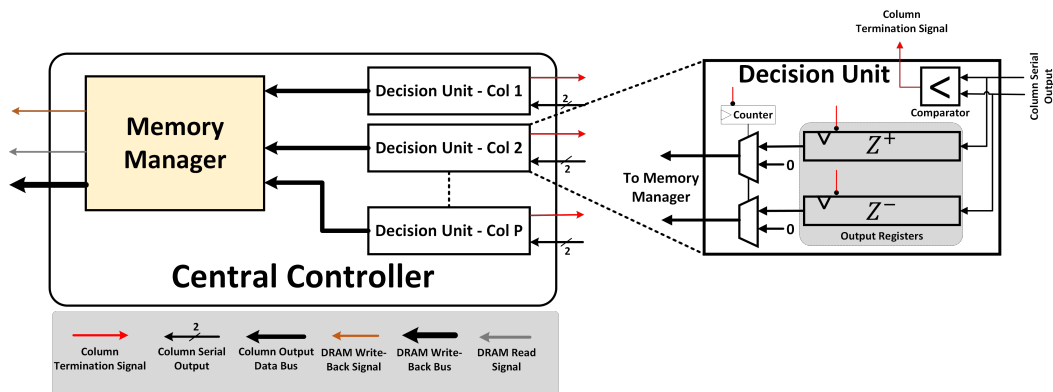 Memory
Manager
Decision Unit - Col 1
2
Decision Unit - Col 2
2
Decision Unit - Col P
2
Central Controller
2
Column
Termination Signal
Column Serial
Output
Column Output
Data Bus
DRAM Write-
Back Signal
DRAM Write-
Back Bus
DRAM Read
Signal
Column
Termination Signal
Decision Unit
<
Comparator
Column Serial
Output
Counter
Z+
0
To Memory
Manager
Z−
0
Output Registers